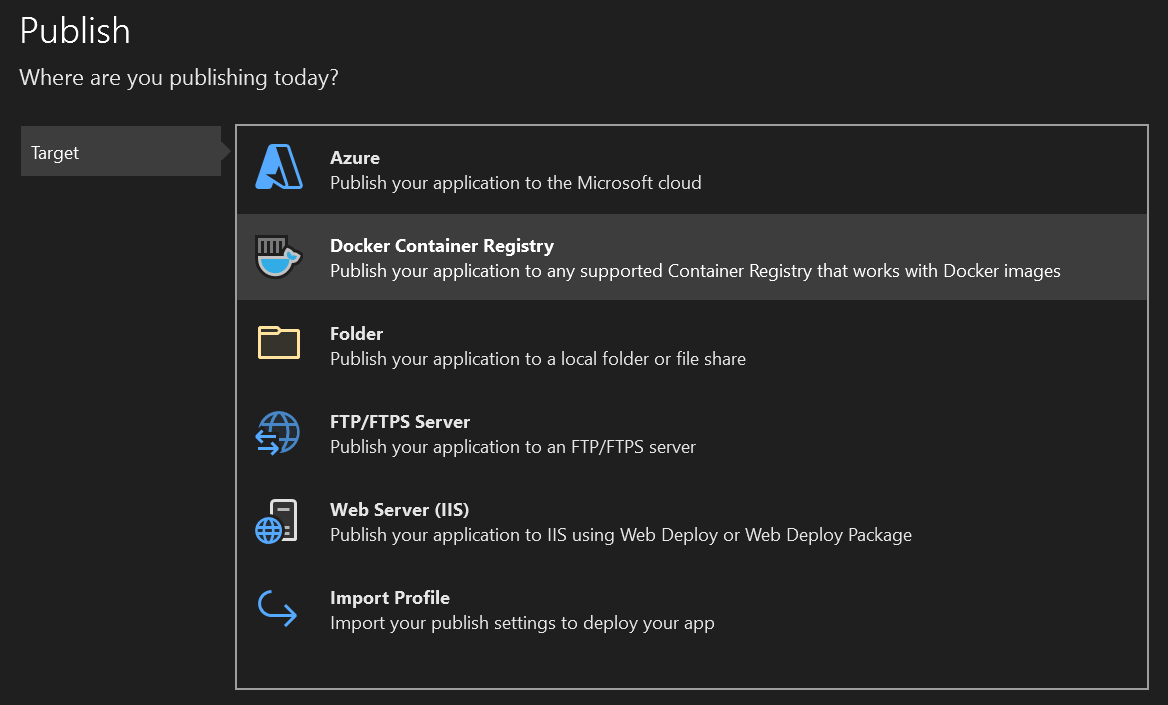 Publish
Where are you publishing today?
Target
Azure
Publish your application to the Microsoft cloud
Docker Container Registry
Publish your application to any supported Container Registry that works with Docker images
Folder
Publish your application to a local folder or file share
FTP/FTPS Server
Publish your application to an FTP/FTPS server
Web Server (IIS)
Publish your application to IIS using Web Deploy or Web Deploy Package
Import Profile
Import your publish settings to deploy your app